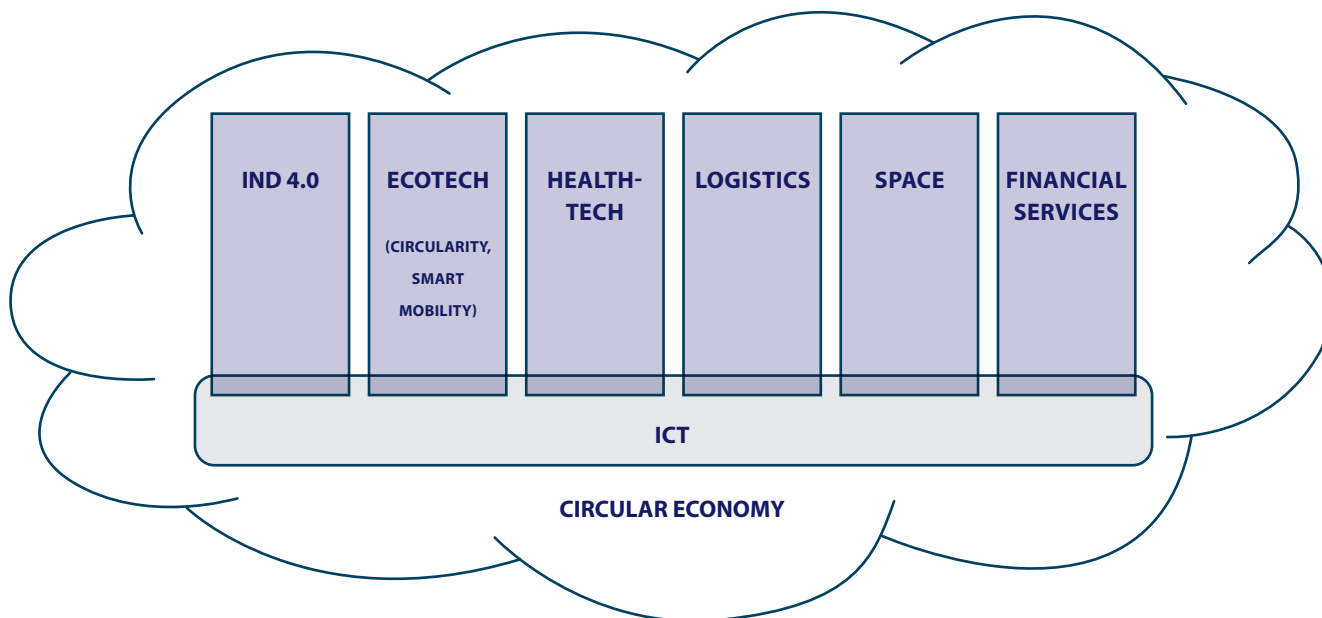 IND 4.0
ECOTECH
(CIRCULARITY,
SMART
MOBILITY)
HEALTH-
TECH
LOGISTICS
SPACE
FINANCIAL
SERVICES
ICT
CIRCULAR ECONOMY